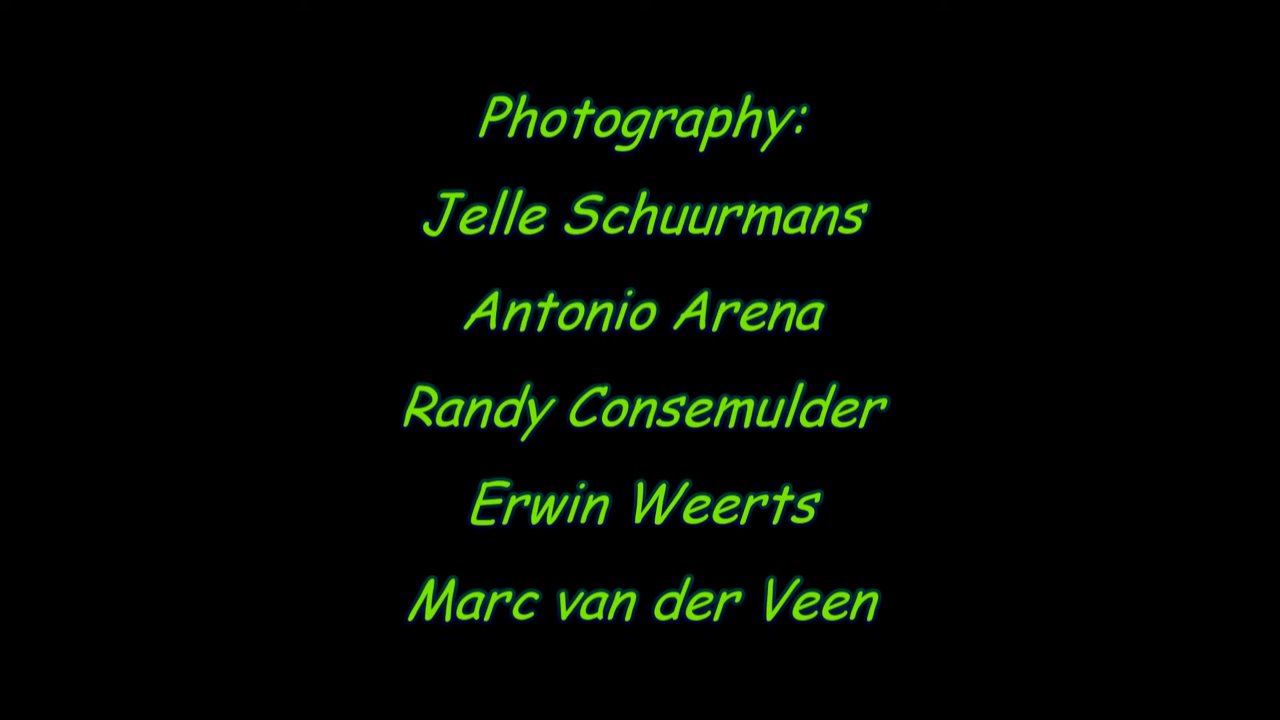 Photography:
Jelle Schuurmans
Antonio Arena
Randy Consemulder
Erwin Weerts
Marc van der Veen